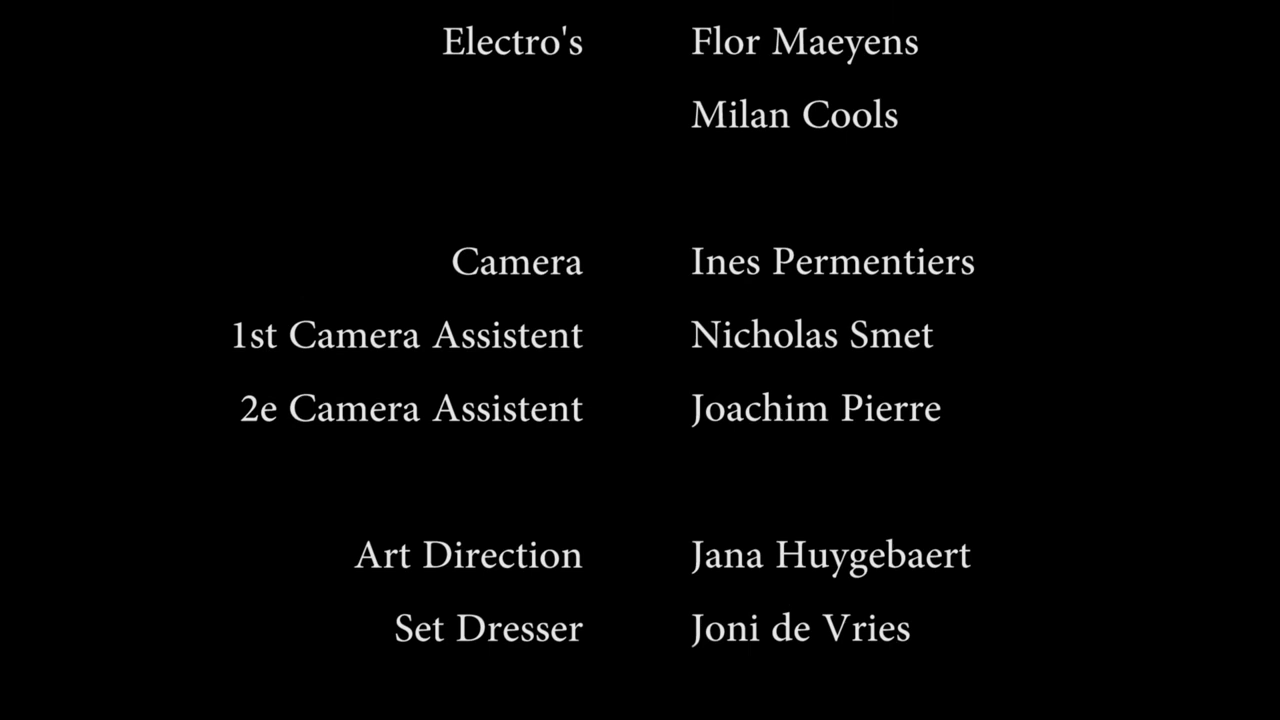 Electro's Flor Maeyens
Milan Cools
Camera Ines Permentiers
1st Camera Assistent Nicholas Smet
2e Camera Assistent Joachim Pierre
Art Direction Jana Huygebaert
Set Dresser Joni de Vries